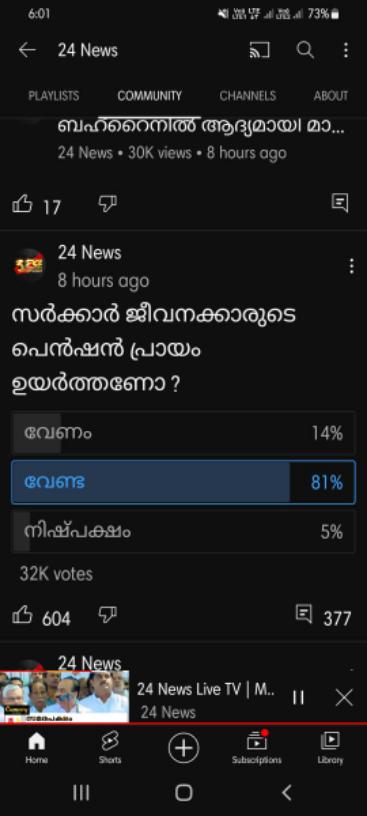 6:01
73%
24 News
PLAYLISTS COMMUNITY CHANNELS ABOUT
ബഹ്റൈനിൽ ആദ്യമായി മാ...
24 News • 30K views • 8 hours ago
17
24 News
8 hours ago
സർക്കാർ ജീവനക്കാരുടെ
പെൻഷൻ പ്രായം
ഉയർത്തണോ ?
വേണം 14%
വേണ്ട 81%
നിഷ്പക്ഷം 5%
32K votes
604 377
24 News
24 News Live TV | M..
24 News
Home Shorts Subscriptions Library